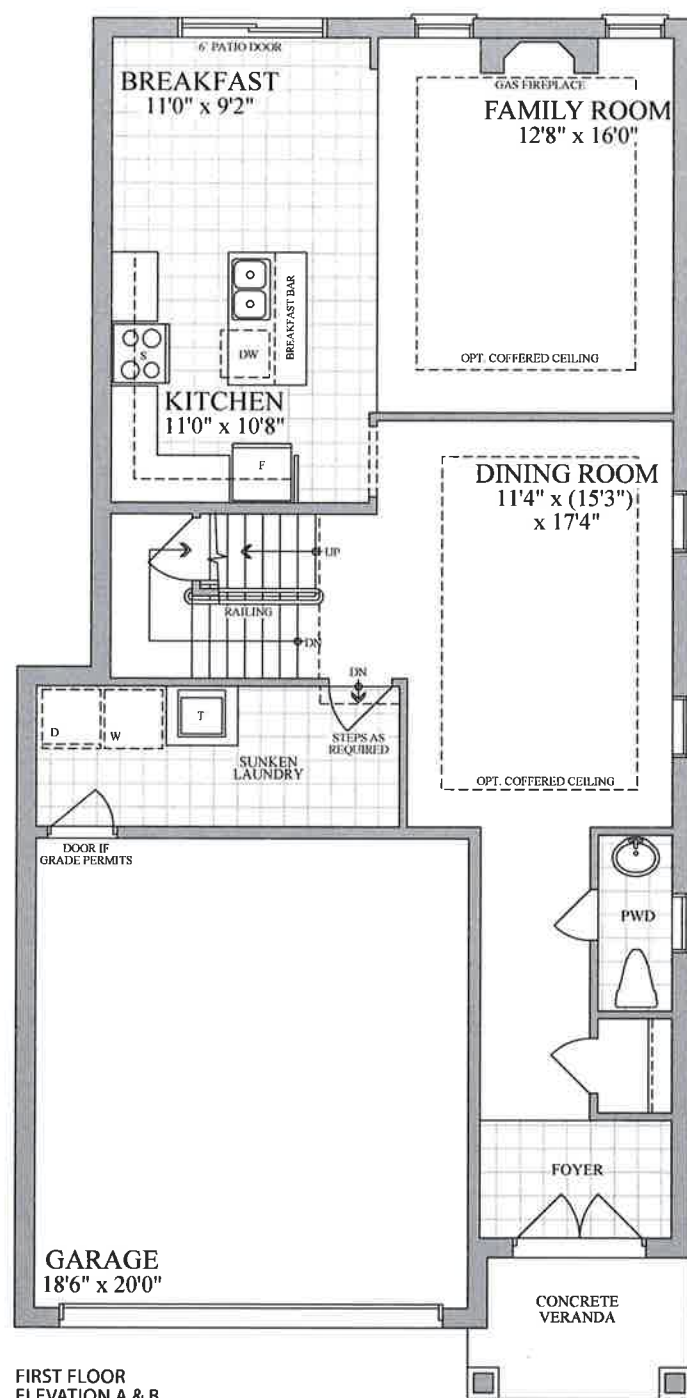 6' PATIO DOOR
BREAKFAST
11'0" x 9'2"
GAS FIREPLACE
FAMILY ROOM
12'8" x 16'0"
BREAKFAST BAR
S
DW
OPT. COFFERED CEILING
KITCHEN
11'0" x 10'8"
F
DINING ROOM
11'4" x (15'3")
x 17'4"
UP
RAILING
DN
DN
D
W
T
STEPS AS
REQUIRED
SUNKEN
LAUNDRY
OPT. COFFERED CEILING
DOOR IF
GRADE PERMITS
PWD
FOYER
GARAGE
18'6" x 20'0"
CONCRETE
VERANDA
FIRST FLOOR
ELEVATION A & B